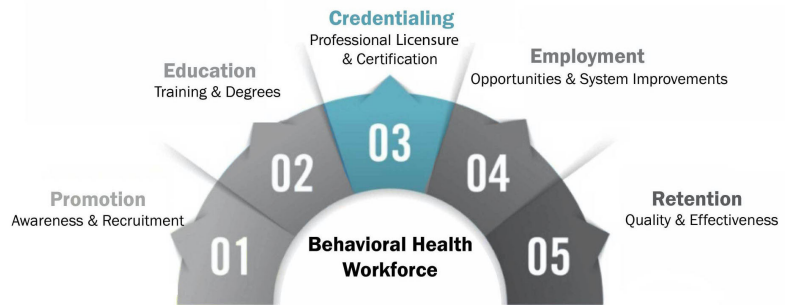 Credentialing
Professional Licensure
& Certification
Education
Training & Degrees
Employment
Opportunities & System Improvements
Promotion
Awareness & Recruitment
Retention
Quality & Effectiveness
01
02
03
04
05
Behavioral Health
Workforce